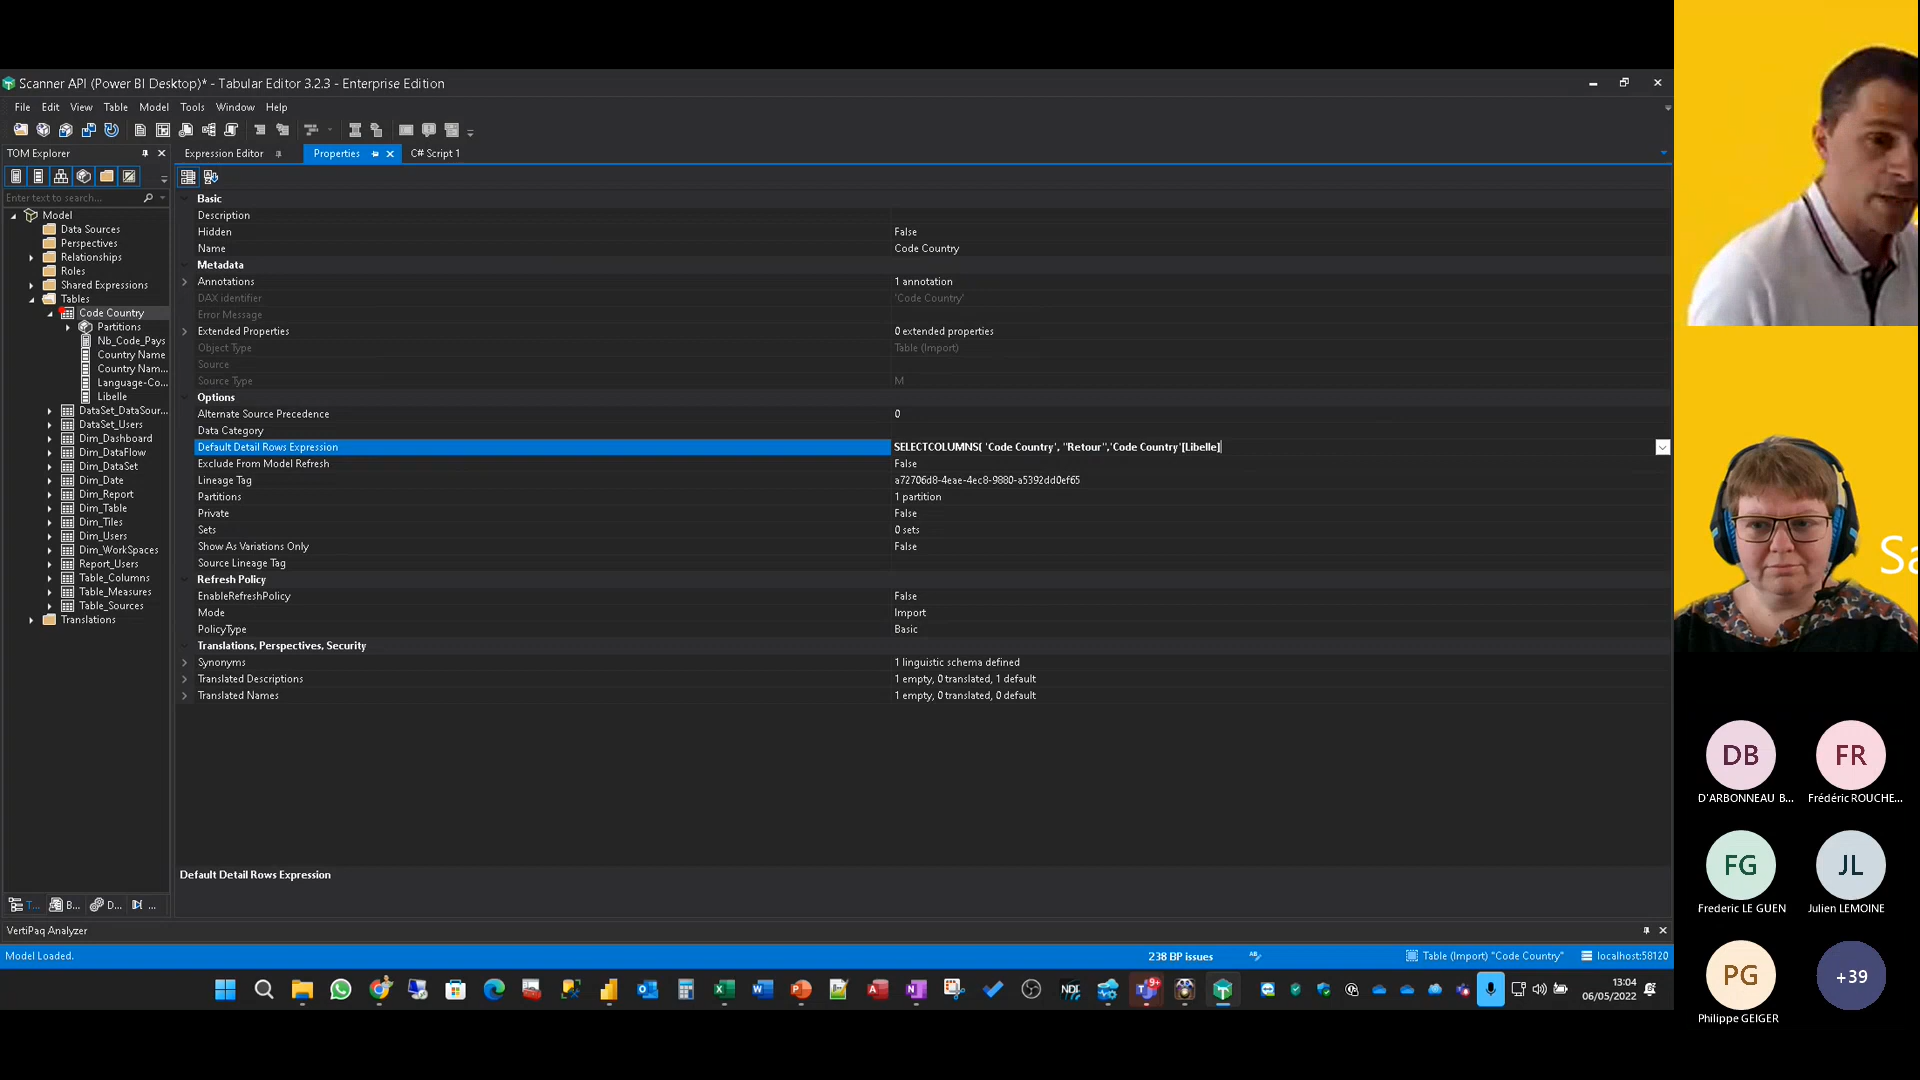 Scanner API (Power BI Desktop)* - Tabular Editor 3.2.3 - Enterprise Edition
File Edit View Table Model Tools Window Help
TOM Explorer
Expression Editor Properties C# Script 1
Enter text to search...
Model
Data Sources
Perspectives
Relationships
Roles
Shared Expressions
Tables
Code Country
Partitions
Nb_Code_Pays
Country Name
Country Nam...
Language-Co...
Libelle
DataSet_DataSour...
DataSet_Users
Dim_Dashboard
Dim_DataFlow
Dim_DataSet
Dim_Date
Dim_Report
Dim_Table
Dim_Tiles
Dim_Users
Dim_WorkSpaces
Report_Users
Table_Columns
Table_Measures
Table_Sources
Translations
Basic
Description
Hidden False
Name Code Country
Metadata
Annotations 1 annotation
DAX identifier 'Code Country'
Error Message
Extended Properties 0 extended properties
Object Type Table (Import)
Source
Source Type M
Options
Alternate Source Precedence 0
Data Category
Default Detail Rows Expression SELECTCOLUMNS( 'Code Country', "Retour",'Code Country'[Libelle]
Exclude From Model Refresh False
Lineage Tag a72706d8-4eae-4ec8-9880-a5392dd0ef65
Partitions 1 partition
Private False
Sets 0 sets
Show As Variations Only False
Source Lineage Tag
Refresh Policy
EnableRefreshPolicy False
Mode Import
PolicyType Basic
Translations, Perspectives, Security
Synonyms 1 linguistic schema defined
Translated Descriptions 1 empty, 0 translated, 1 default
Translated Names 1 empty, 0 translated, 0 default
Default Detail Rows Expression
T... B... D... ...
VertiPaq Analyzer
Model Loaded. 238 BP issues Table (Import) "Code Country" localhost:58120
NDI 9+ 13:04
06/05/2022
Sa
DB FR
D'ARBONNEAU B... Frédéric ROUCHE...
FG JL
Frederic LE GUEN Julien LEMOINE
PG +39
Philippe GEIGER